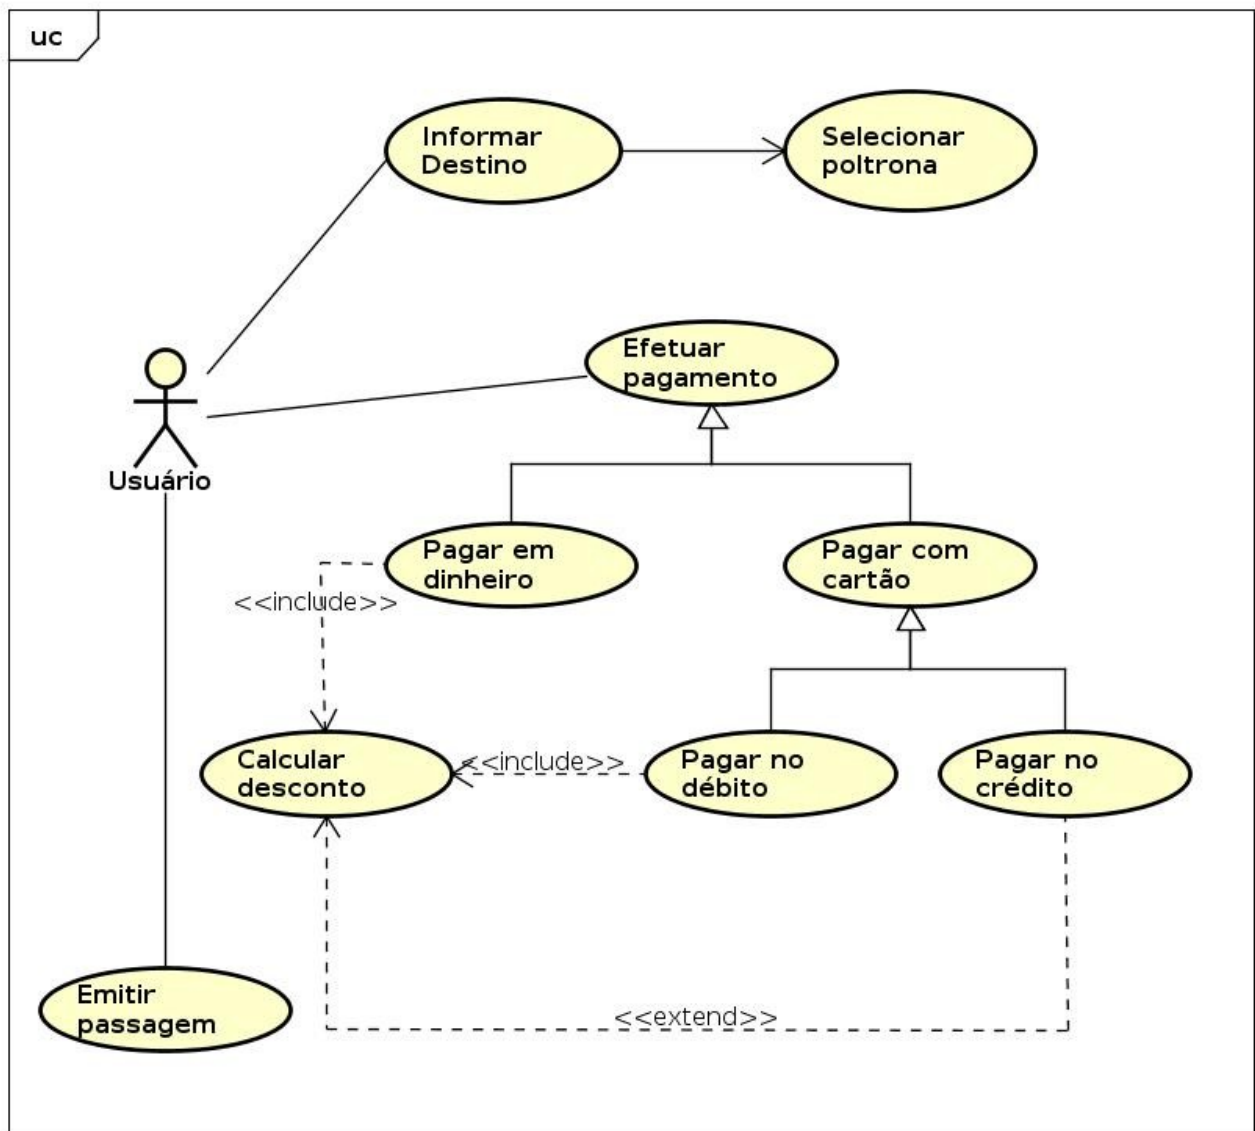 uc
Informar
Destino
Selecionar
poltrona
Efetuar
pagamento
Usuário
Pagar em
dinheiro
Pagar com
cartão
<<include>>
Calcular
desconto
<<include>>
Pagar no
débito
Pagar no
crédito
Emitir
passagem
<<extend>>